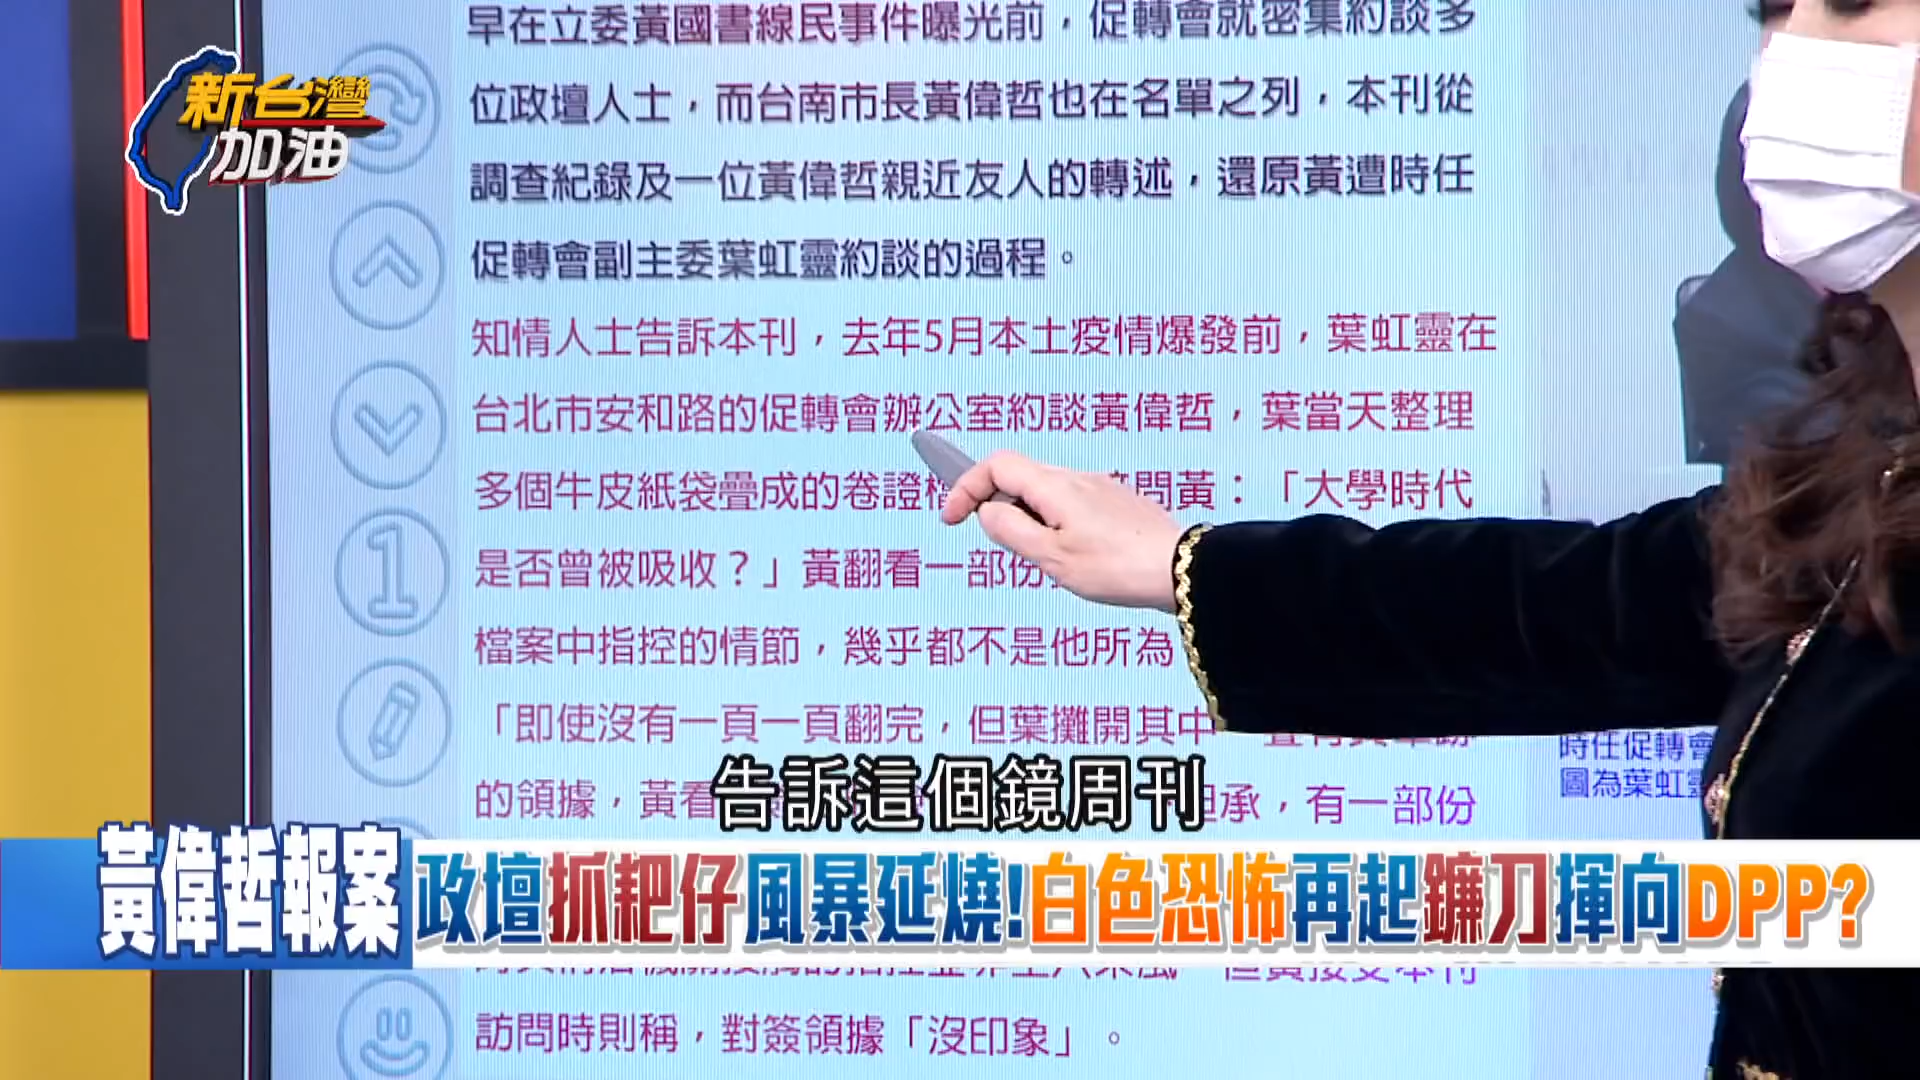 新台灣
加油
早在立委黃國書線民事件曝光前，促轉會就密集約談多
位政壇人士，而台南市長黃偉哲也在名單之列，本刊從
調查紀錄及一位黃偉哲親近友人的轉述，還原黃遭時任
促轉會副主委葉虹靈約談的過程。
知情人士告訴本刊，去年5月本土疫情爆發前，葉虹靈在
台北市安和路的促轉會辦公室約談黃偉哲，葉當天整理
多個牛皮紙袋疊成的卷證檔 問黃：「大學時代
是否曾被吸收？」黃翻看一部份
檔案中指控的情節，幾乎都不是他所為
「即使沒有一頁一頁翻完，但葉攤開其中
的領據，黃看 坦承，有一部份
時任促轉會
圖為葉虹靈
告訴這個鏡周刊
黃偉哲報案
政壇抓耙仔風暴延燒!白色恐怖再起鐮刀揮向DPP?
訪問時則稱，對簽領據「沒印象」。
1